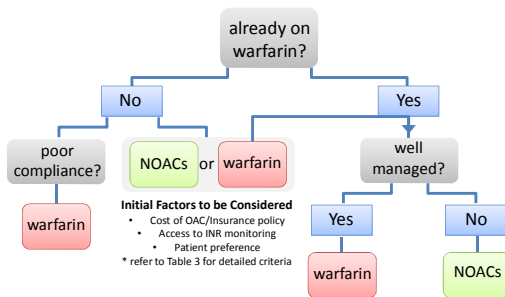 already on
warfarin?
No
Yes
poor
compliance?
NOACs or warfarin
well
managed?
warfarin
Initial Factors to be Considered
• Cost of OAC/Insurance policy
• Access to INR monitoring
• Patient preference
* refer to Table 3 for detailed criteria
Yes
No
warfarin
NOACs